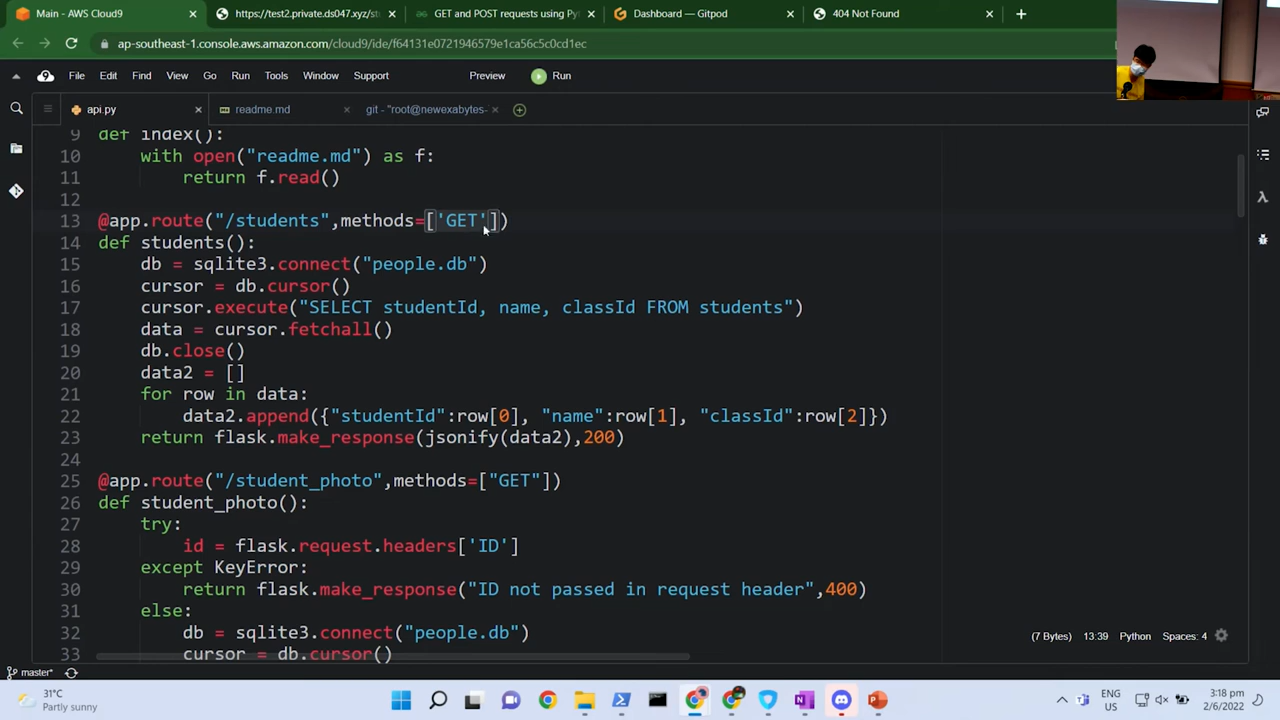 Main - AWS Cloud9
https://test2.private.ds047.xyz/stu
GET and POST requests using Pyt
Dashboard — Gitpod
404 Not Found
ap-southeast-1.console.aws.amazon.com/cloud9/ide/f64131e0721946579e1ca56c5c0cd1ec
File Edit Find View Go Run Tools Window Support Preview Run
api.py
readme.md
git - "root@newexabytes-
9 def index():
10 with open("readme.md") as f:
11 return f.read()
12
13 @app.route("/students",methods=['GET'])
14 def students():
15 db = sqlite3.connect("people.db")
16 cursor = db.cursor()
17 cursor.execute("SELECT studentId, name, classId FROM students")
18 data = cursor.fetchall()
19 db.close()
20 data2 = []
21 for row in data:
22 data2.append({"studentId":row[0], "name":row[1], "classId":row[2]})
23 return flask.make_response(jsonify(data2),200)
24
25 @app.route("/student_photo",methods=["GET"])
26 def student_photo():
27 try:
28 id = flask.request.headers['ID']
29 except KeyError:
30 return flask.make_response("ID not passed in request header",400)
31 else:
32 db = sqlite3.connect("people.db")
33 cursor = db.cursor()
(7 Bytes) 13:39 Python Spaces: 4
master*
31°C
Partly sunny
ENG
US
3:18 pm
2/6/2022